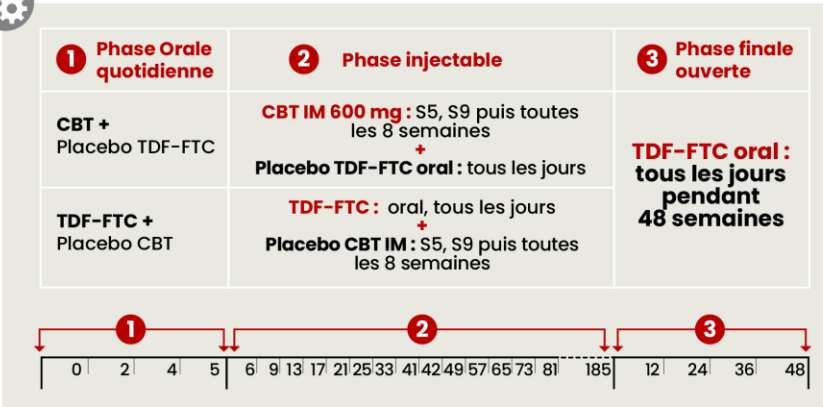 1 Phase Orale
quotidienne
2 Phase injectable
3 Phase finale
ouverte
CBT +
Placebo TDF-FTC
CBT IM 600 mg : S5, S9 puis toutes
les 8 semaines
+
Placebo TDF-FTC oral : tous les jours
TDF-FTC +
Placebo CBT
TDF-FTC : oral, tous les jours
+
Placebo CBT IM : S5, S9 puis toutes
les 8 semaines
TDF-FTC oral :
tous les jours
pendant
48 semaines
1 2 3
0 2 4 5 6 9 13 17 21 25 33 41 42 49 57 65 73 81 185 12 24 36 48